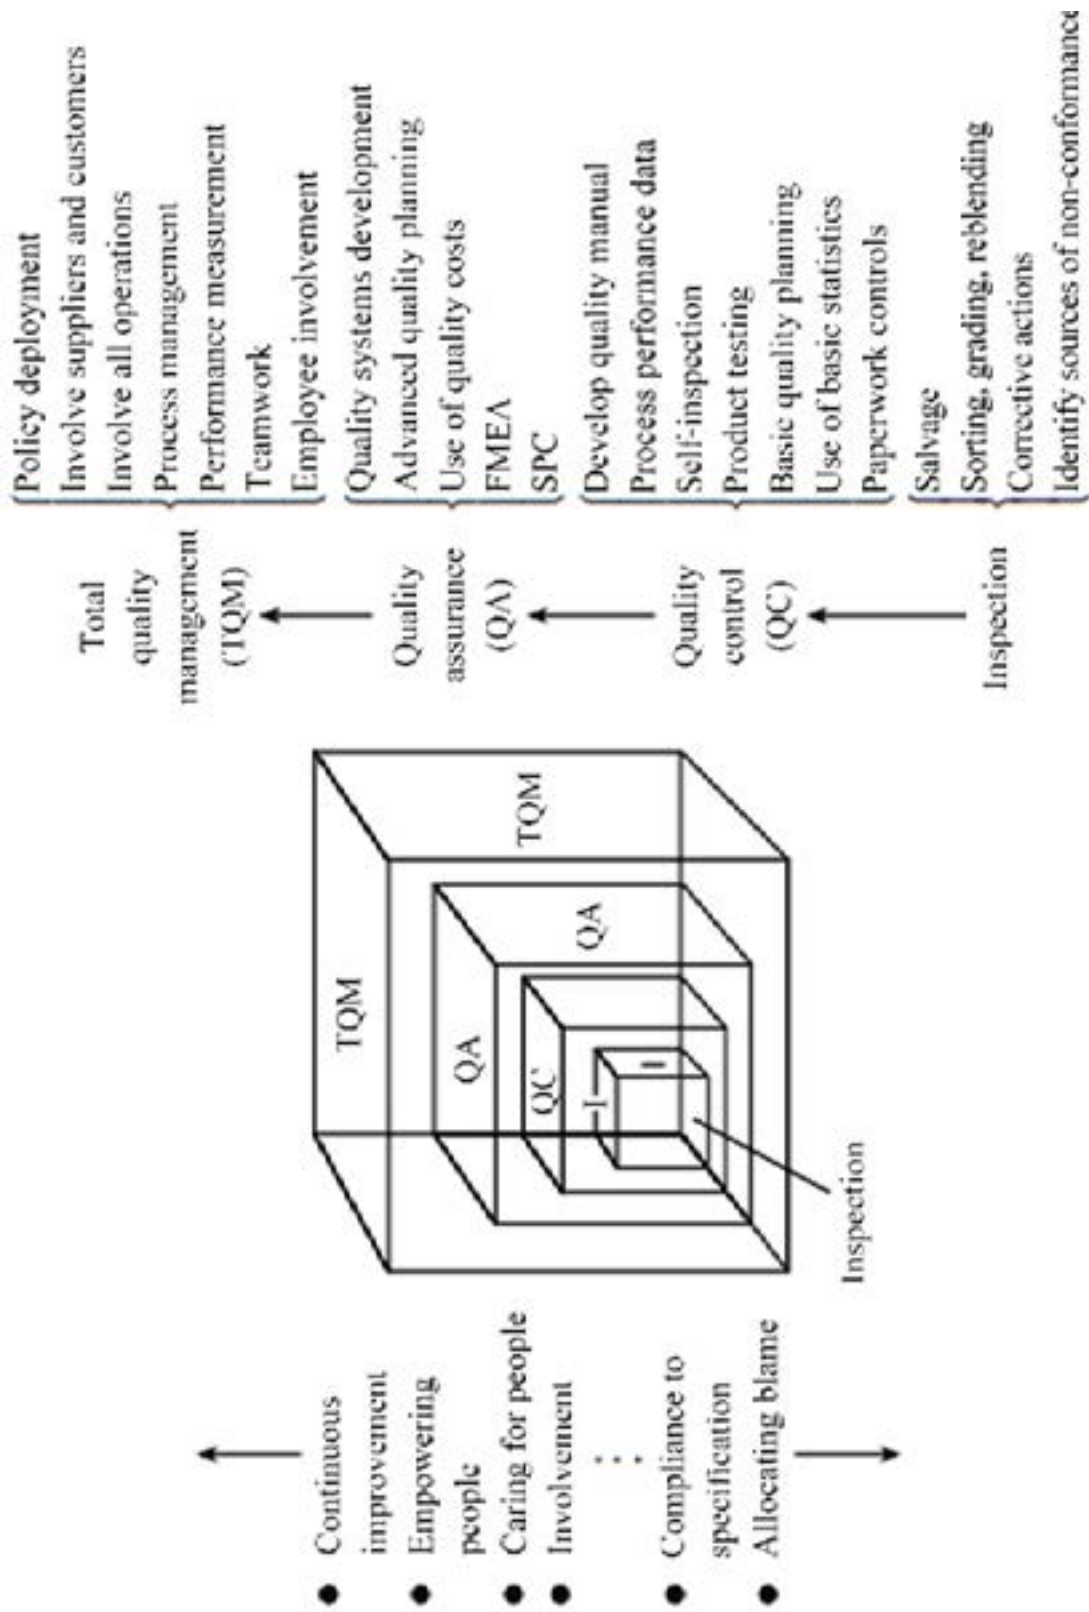 Continuous
improvement
Empowering
people
Caring for people
Involvement
Compliance to
specification
Allocating blame
TQM
TQM
QA
QA
QC
I
I
Inspection
Total
quality
management
(TQM)
Quality
assurance
(QA)
Quality
control
(QC)
Inspection
Policy deployment
Involve suppliers and customers
Involve all operations
Process management
Performance measurement
Teamwork
Employee involvement
Quality systems development
Advanced quality planning
Use of quality costs
FMEA
SPC
Develop quality manual
Process performance data
Self-inspection
Product testing
Basic quality planning
Use of basic statistics
Paperwork controls
Salvage
Sorting, grading, reblending
Corrective actions
Identify sources of non-conformance